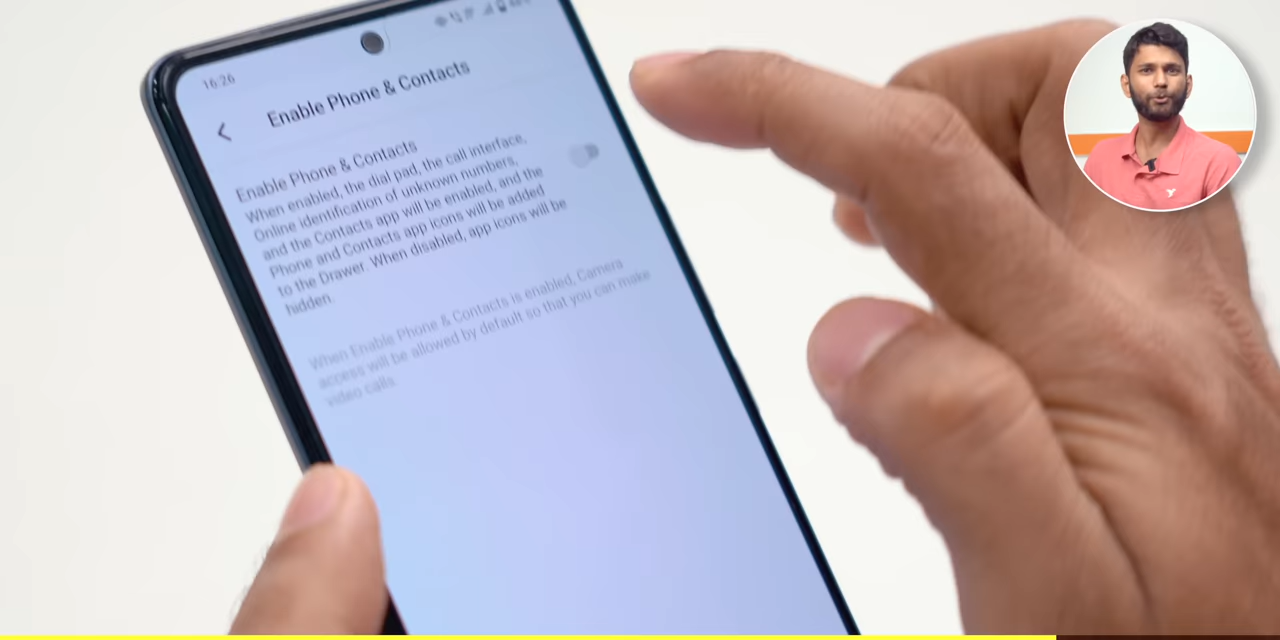 16:26
Enable Phone & Contacts
Enable Phone & Contacts
When enabled, the dial pad, the call interface,
Online identification of unknown numbers,
and the Contacts app will be enabled, and the
Phone and Contacts app icons will be added
to the Drawer. When disabled, app icons will be
hidden.
When Enable Phone & Contacts is enabled, Camera
access will be allowed by default so that you can make
video calls.